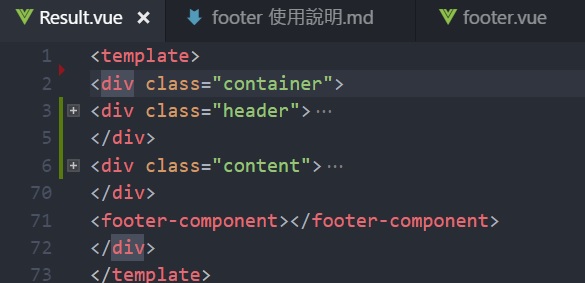 Result.vue × footer 使用說明.md footer.vue
1 <template>
2 <div class="container">
3 <div class="header">⋯
5 </div>
6 <div class="content">⋯
70 </div>
71 <footer-component></footer-component>
72 </div>
73 </template>